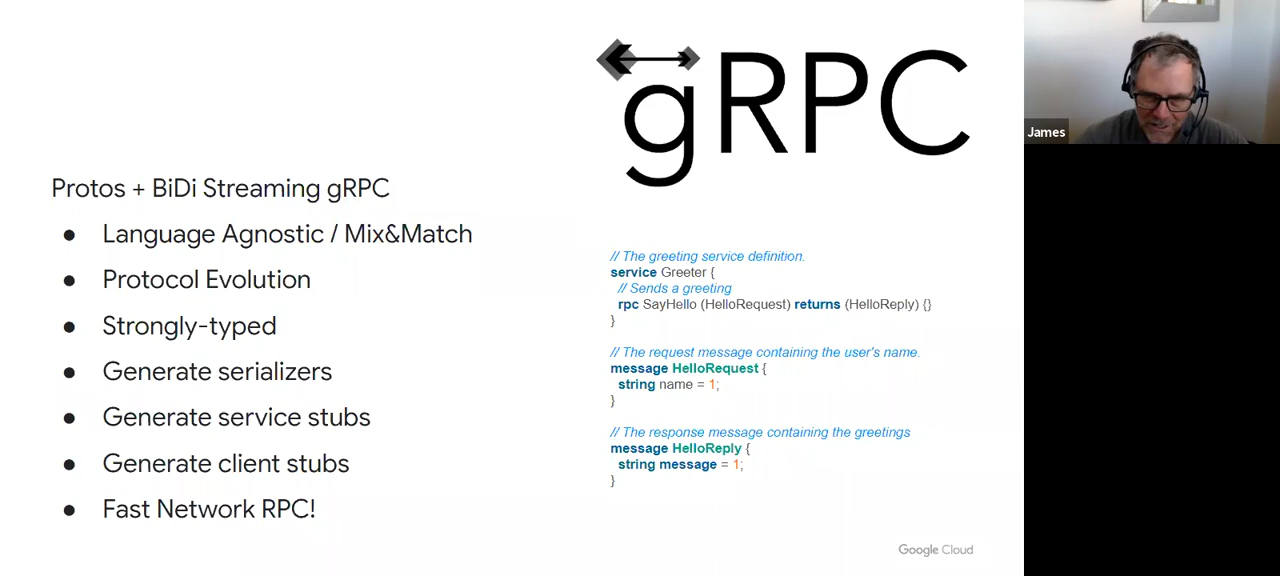 gRPC
Protos + BiDi Streaming gRPC
● Language Agnostic / Mix&Match
● Protocol Evolution
● Strongly-typed
● Generate serializers
● Generate service stubs
● Generate client stubs
● Fast Network RPC!
// The greeting service definition.
service Greeter {
// Sends a greeting
rpc SayHello (HelloRequest) returns (HelloReply) {}
}
// The request message containing the user's name.
message HelloRequest {
string name = 1;
}
// The response message containing the greetings
message HelloReply {
string message = 1;
}
Google Cloud
James